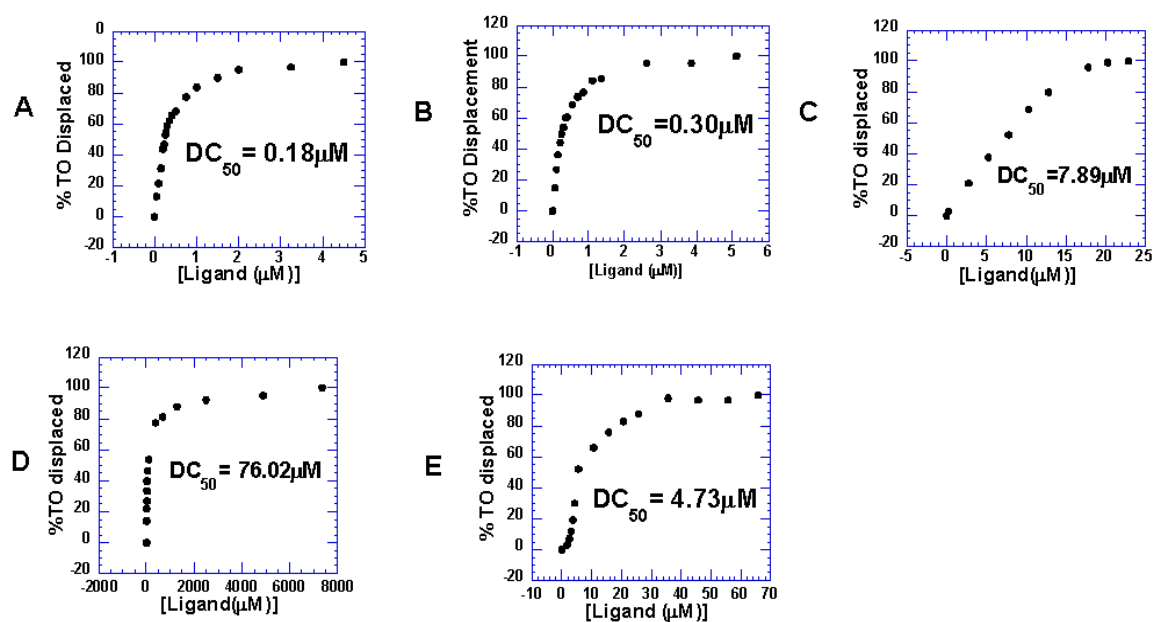 A
% TO Displaced
0
100
80
60
40
20
0
-20
DC50 = 0.18µM
-1 0 1 2 3 4 5
[Ligand (µM)]
B
%TO Displacement
120
100
80
60
40
20
0
-20
DC50 =0.30µM
-1 0 1 2 3 4 5 6
[Ligand (µM)]
C
%TO displaced
120
100
80
60
40
20
0
-20
DC50 =7.89µM
-5 0 5 10 15 20 25
[Ligand(µM)]
D
%TO displaced
120
100
80
60
40
20
0
-20
DC50 = 76.02µM
-2000 0 2000 4000 6000 8000
[Ligand(µM)]
E
% TO displaced
120
100
80
60
40
20
0
-20
DC50 = 4.73µM
-10 0 10 20 30 40 50 60 70
[Ligand(µM)]